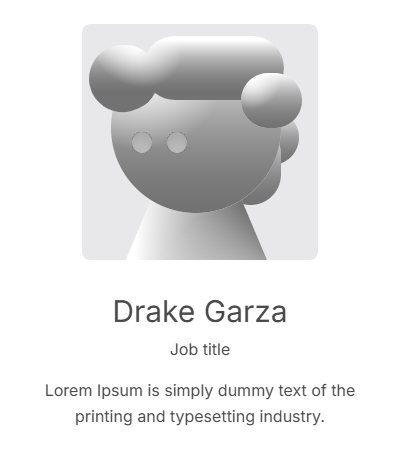 Drake Garza
Job title
Lorem Ipsum is simply dummy text of the
printing and typesetting industry.